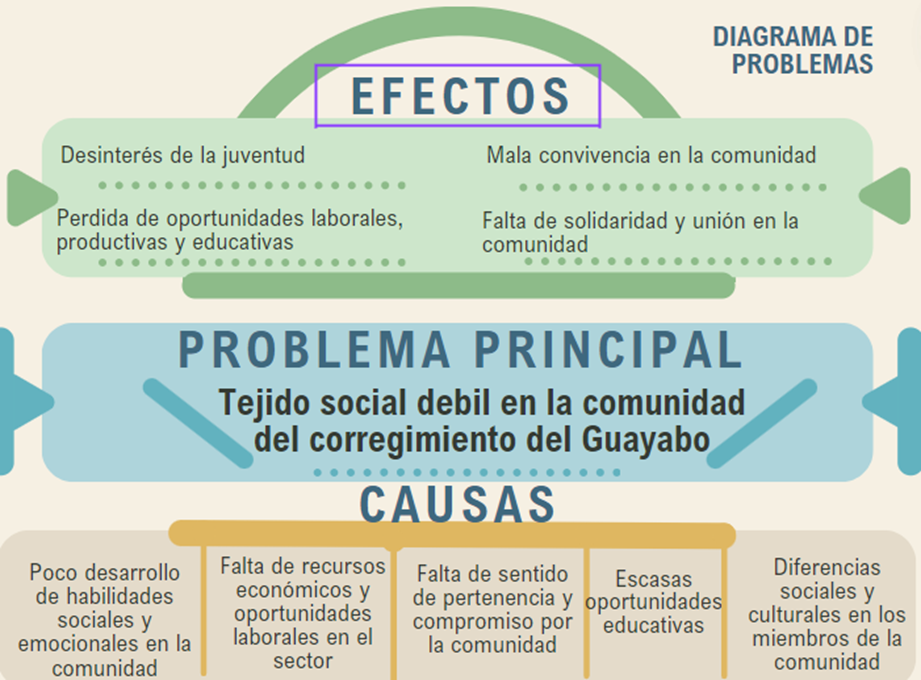 DIAGRAMA DE
PROBLEMAS
EFECTOS
Desinterés de la juventud
Perdida de oportunidades laborales,
productivas y educativas
Mala convivencia en la comunidad
Falta de solidaridad y unión en la
comunidad
PROBLEMA PRINCIPAL
Tejido social debil en la comunidad
del corregimiento del Guayabo
CAUSAS
Poco desarrollo
de habilidades
sociales y
emocionales en la
comunidad
Falta de recursos
económicos y
oportunidades
laborales en el
sector
Falta de sentido
de pertenencia y
compromiso por
la comunidad
Escasas
oportunidades
educativas
Diferencias
sociales y
culturales en los
miembros de la
comunidad